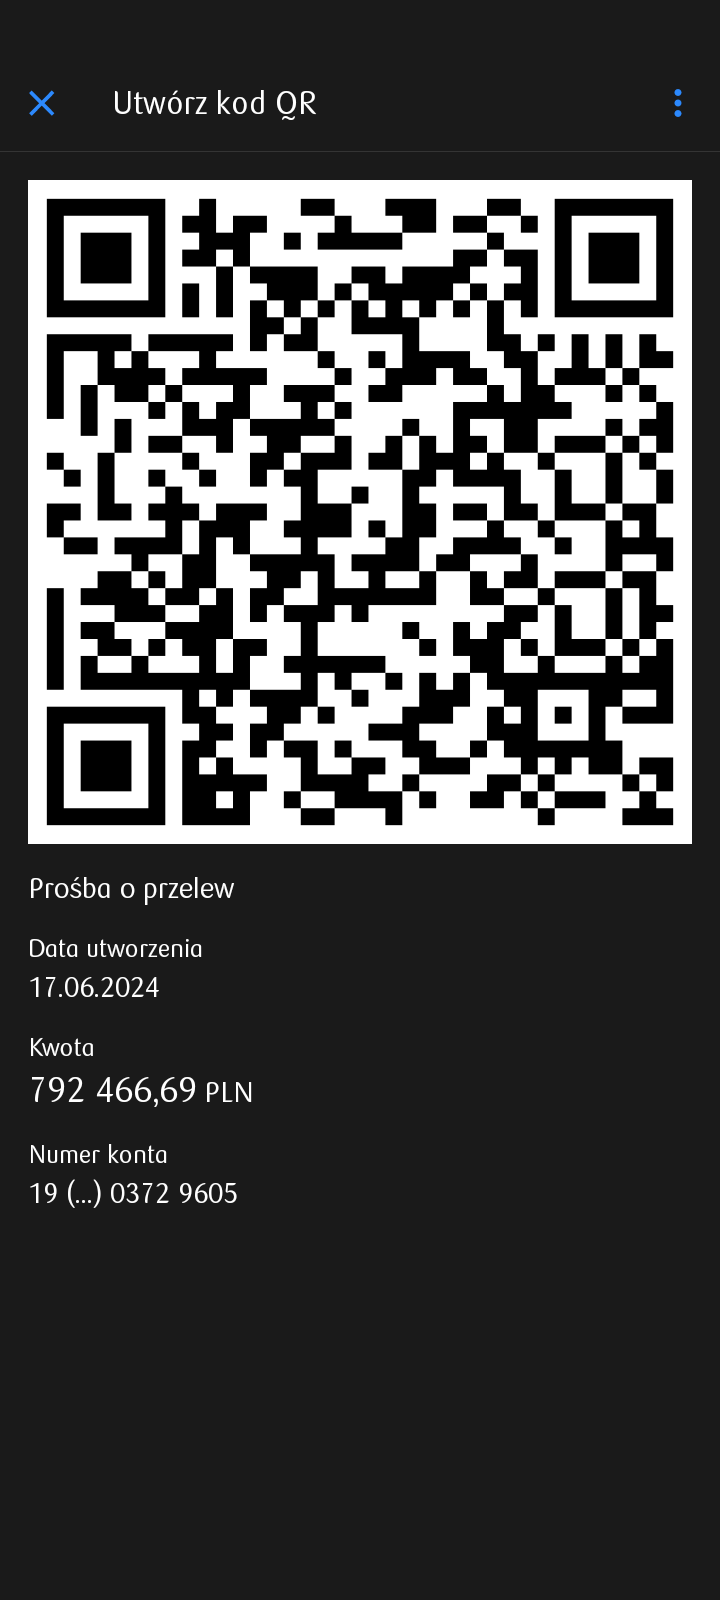 Utwórz kod QR
Prośba o przelew
Data utworzenia
17.06.2024
Kwota
792 466,69 PLN
Numer konta
19 (...) 0372 9605